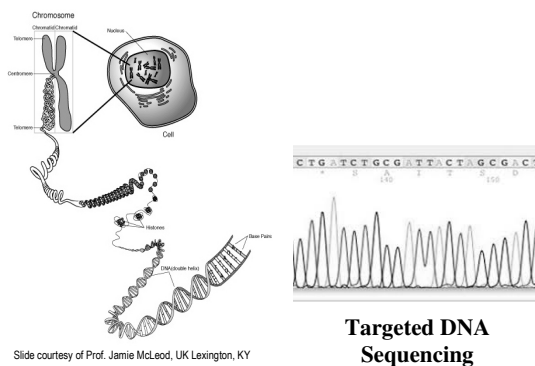 Chromosome
Chromatid Chromatid
Telomere
Centromere
Telomere
Nucleus
Cell
Histones
Base Pairs
DNA(double helix)
Slide courtesy of Prof. Jamie McLeod, UK Lexington, KY
C T G A T C T G C G A T T A C T A G C G A C T
* S A I T S D
140 150
Targeted DNA
Sequencing